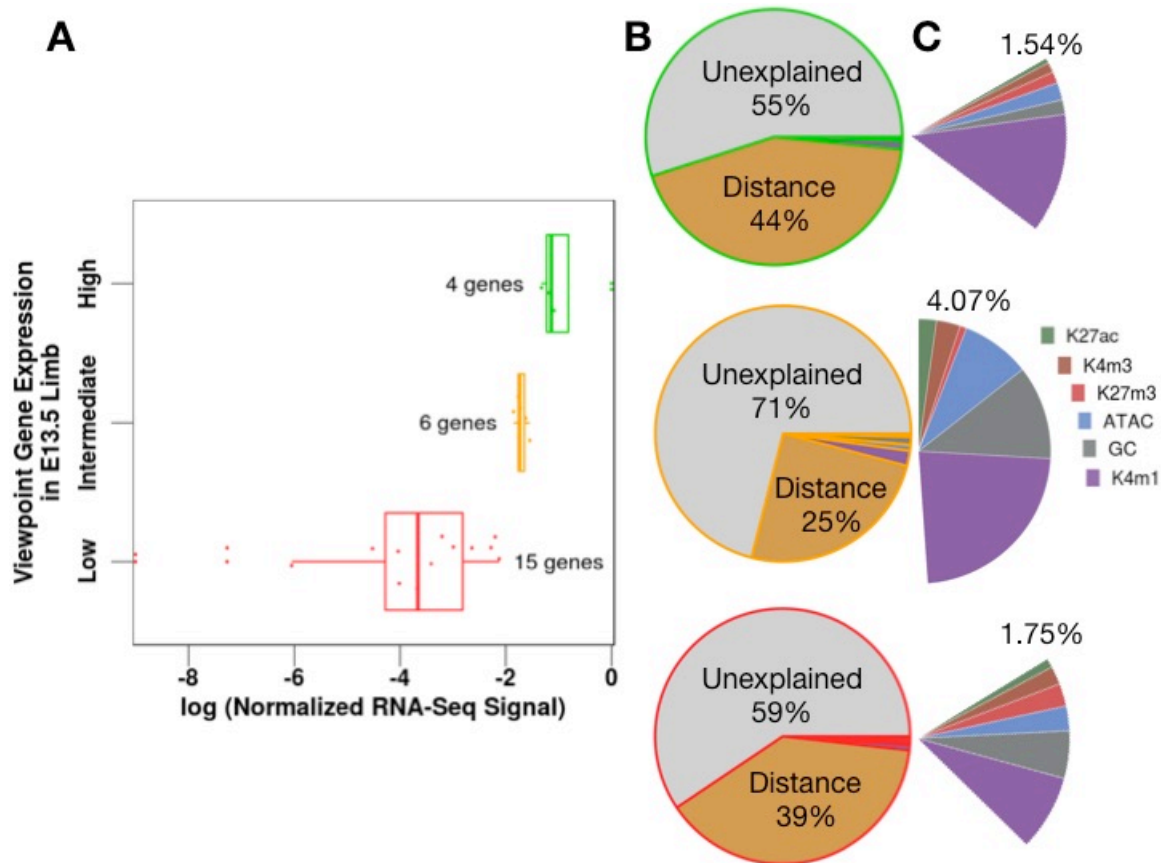 A
B
C
Viewpoint Gene Expression
in E13.5 Limb
High
Intermediate
Low
4 genes
6 genes
15 genes
-8
-6
-4
-2
0
log (Normalized RNA-Seq Signal)
Unexplained
55%
Distance
44%
1.54%
Unexplained
71%
Distance
25%
4.07%
K27ac
K4m3
K27m3
ATAC
GC
K4m1
Unexplained
59%
Distance
39%
1.75%